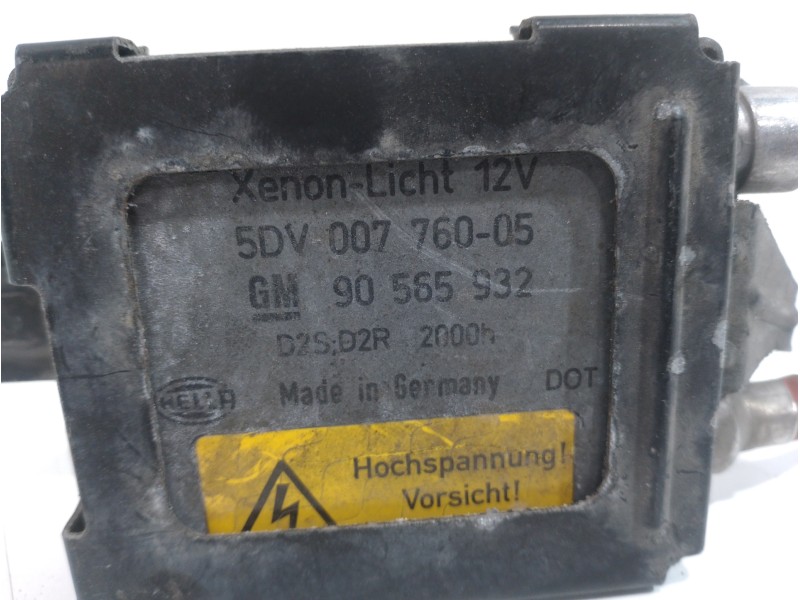 Xenon-Licht 12V
5DV 007 760-05
GM 90 565 932
D2S;D2R 2000h
HELLA Made in Germany DOT
Hochspannung!
Vorsicht!